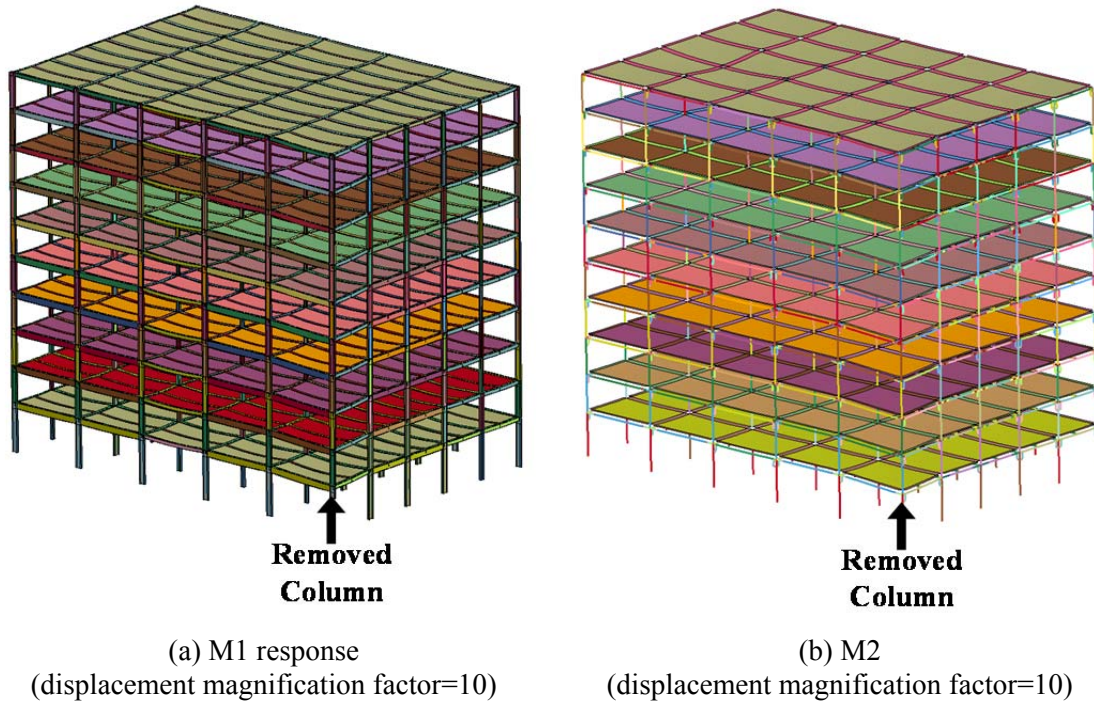 Removed
Column
Removed
Column
(a) M1 response
(displacement magnification factor=10)
(b) M2
(displacement magnification factor=10)